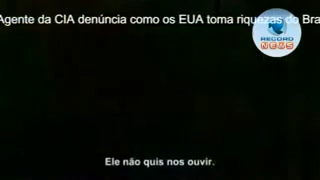 Agente da CIA denúncia como os EUA toma riquezas do Bra
RECORD
NEWS
Ele não quis nos ouvir.